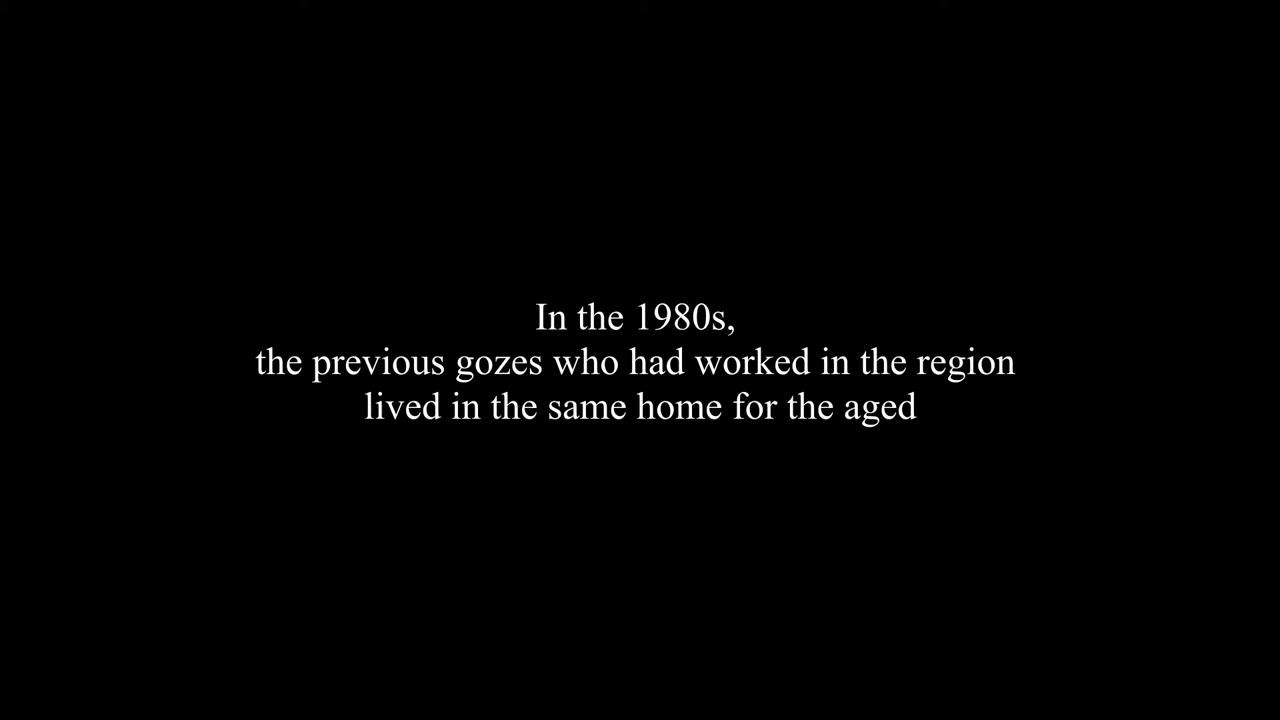 In the 1980s,
the previous gozes who had worked in the region
lived in the same home for the aged